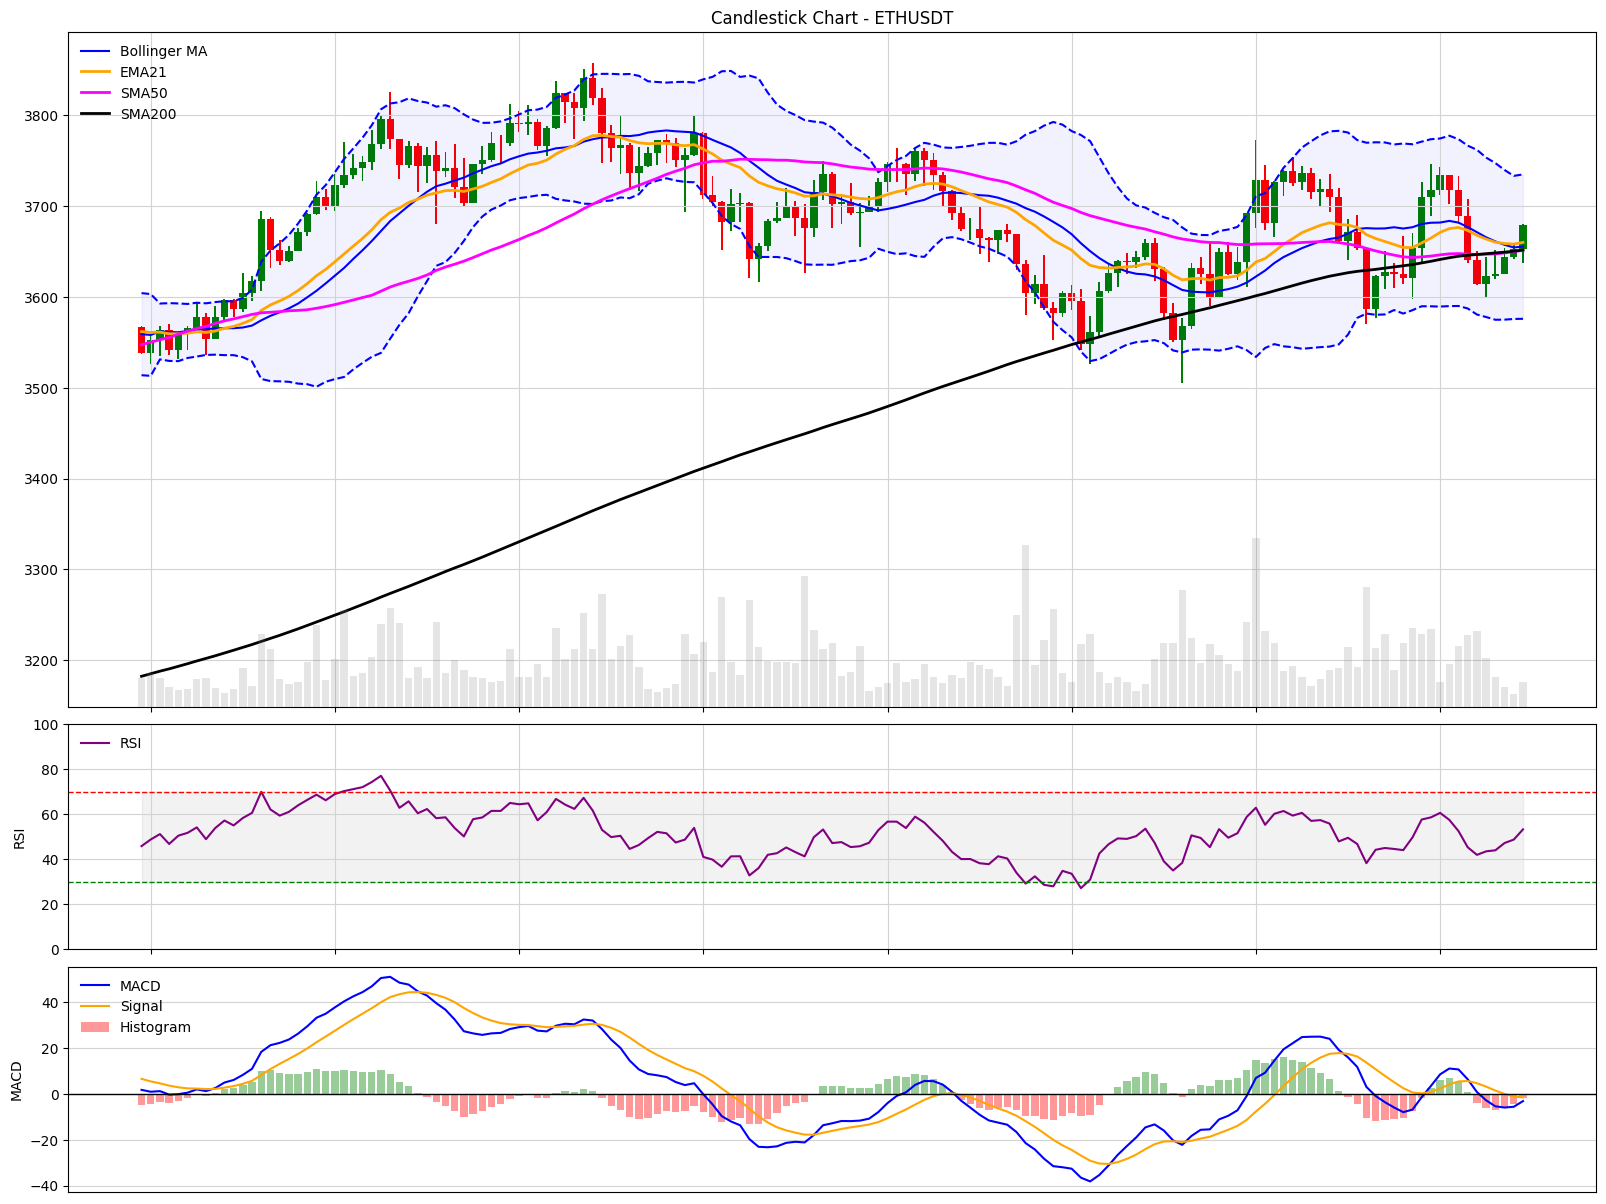 Candlestick Chart - ETHUSDT
Bollinger MA
EMA21
SMA50
SMA200
3800
3700
3600
3500
3400
3300
3200
RSI
100
80
60
40
20
0
RSI
MACD
Signal
Histogram
40
20
0
−20
−40
MACD